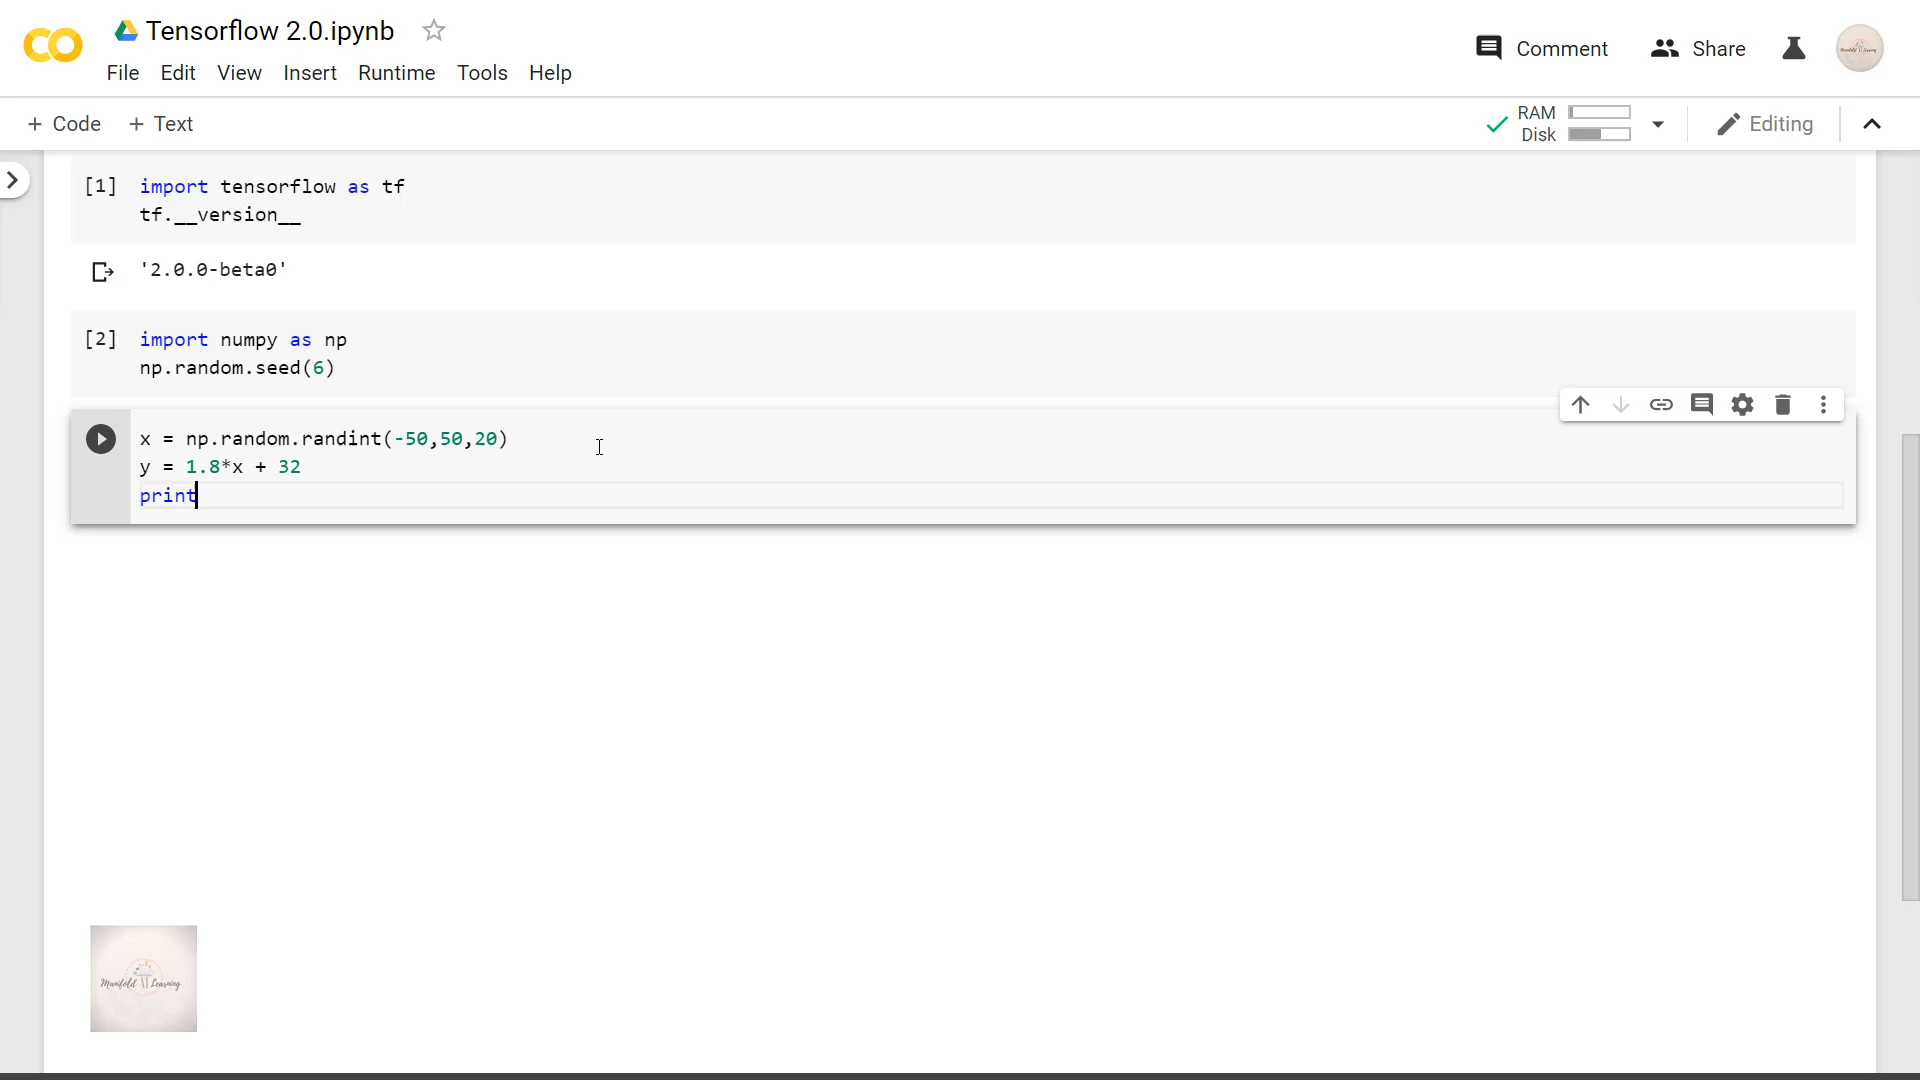 Tensorflow 2.0.ipynb
Comment
Share
File Edit View Insert Runtime Tools Help
+ Code + Text
RAM
Disk
Editing
[1] import tensorflow as tf
tf.__version__
'2.0.0-beta0'
[2] import numpy as np
np.random.seed(6)
x = np.random.randint(-50,50,20)
y = 1.8*x + 32
print
Manifold Learning